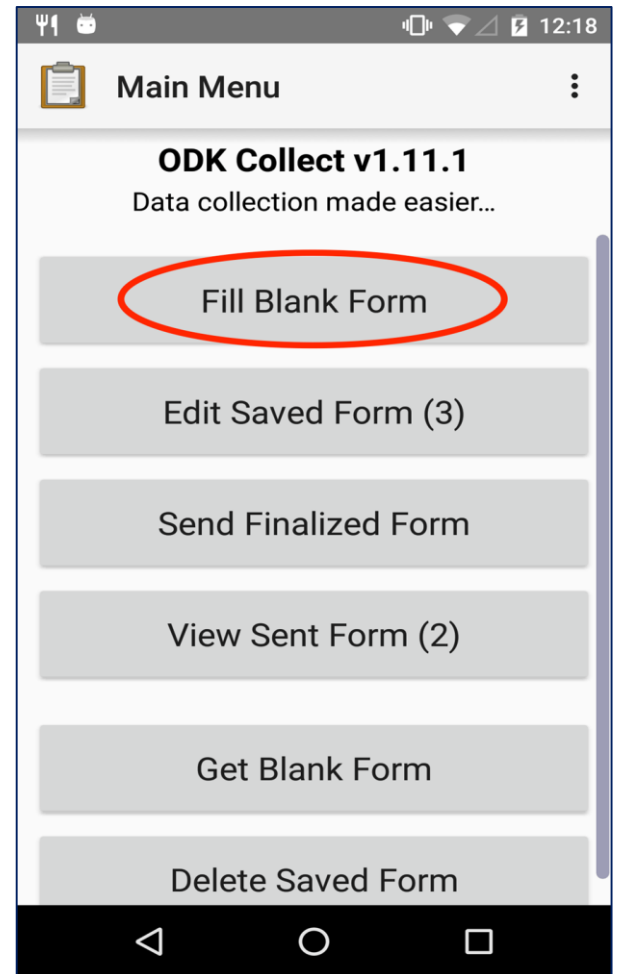 12:18
Main Menu
ODK Collect v1.11.1
Data collection made easier...
Fill Blank Form
Edit Saved Form (3)
Send Finalized Form
View Sent Form (2)
Get Blank Form
Delete Saved Form